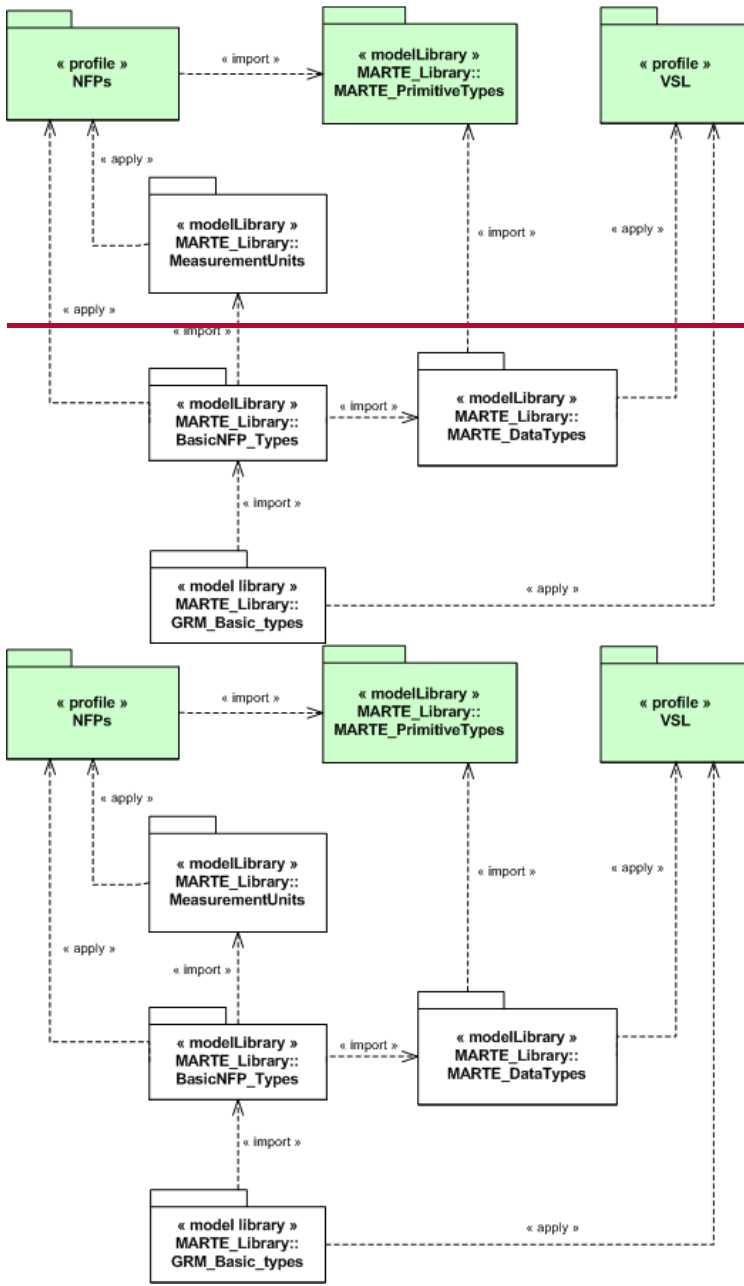 « profile »
NFPs
« import »
« modelLibrary »
MARTE_Library::
MARTE_PrimitiveTypes
« profile »
VSL
« apply »
« modelLibrary »
MARTE_Library::
MeasurementUnits
« import »
« apply »
« apply »
« import »
« modelLibrary »
MARTE_Library::
BasicNFP_Types
« import »
« modelLibrary »
MARTE_Library::
MARTE_DataTypes
« import »
« model library »
MARTE_Library::
GRM_Basic_types
« apply »
« profile »
NFPs
« import »
« modelLibrary »
MARTE_Library::
MARTE_PrimitiveTypes
« profile »
VSL
« apply »
« modelLibrary »
MARTE_Library::
MeasurementUnits
« import »
« apply »
« apply »
« import »
« modelLibrary »
MARTE_Library::
BasicNFP_Types
« import »
« modelLibrary »
MARTE_Library::
MARTE_DataTypes
« import »
« model library »
MARTE_Library::
GRM_Basic_types
« apply »